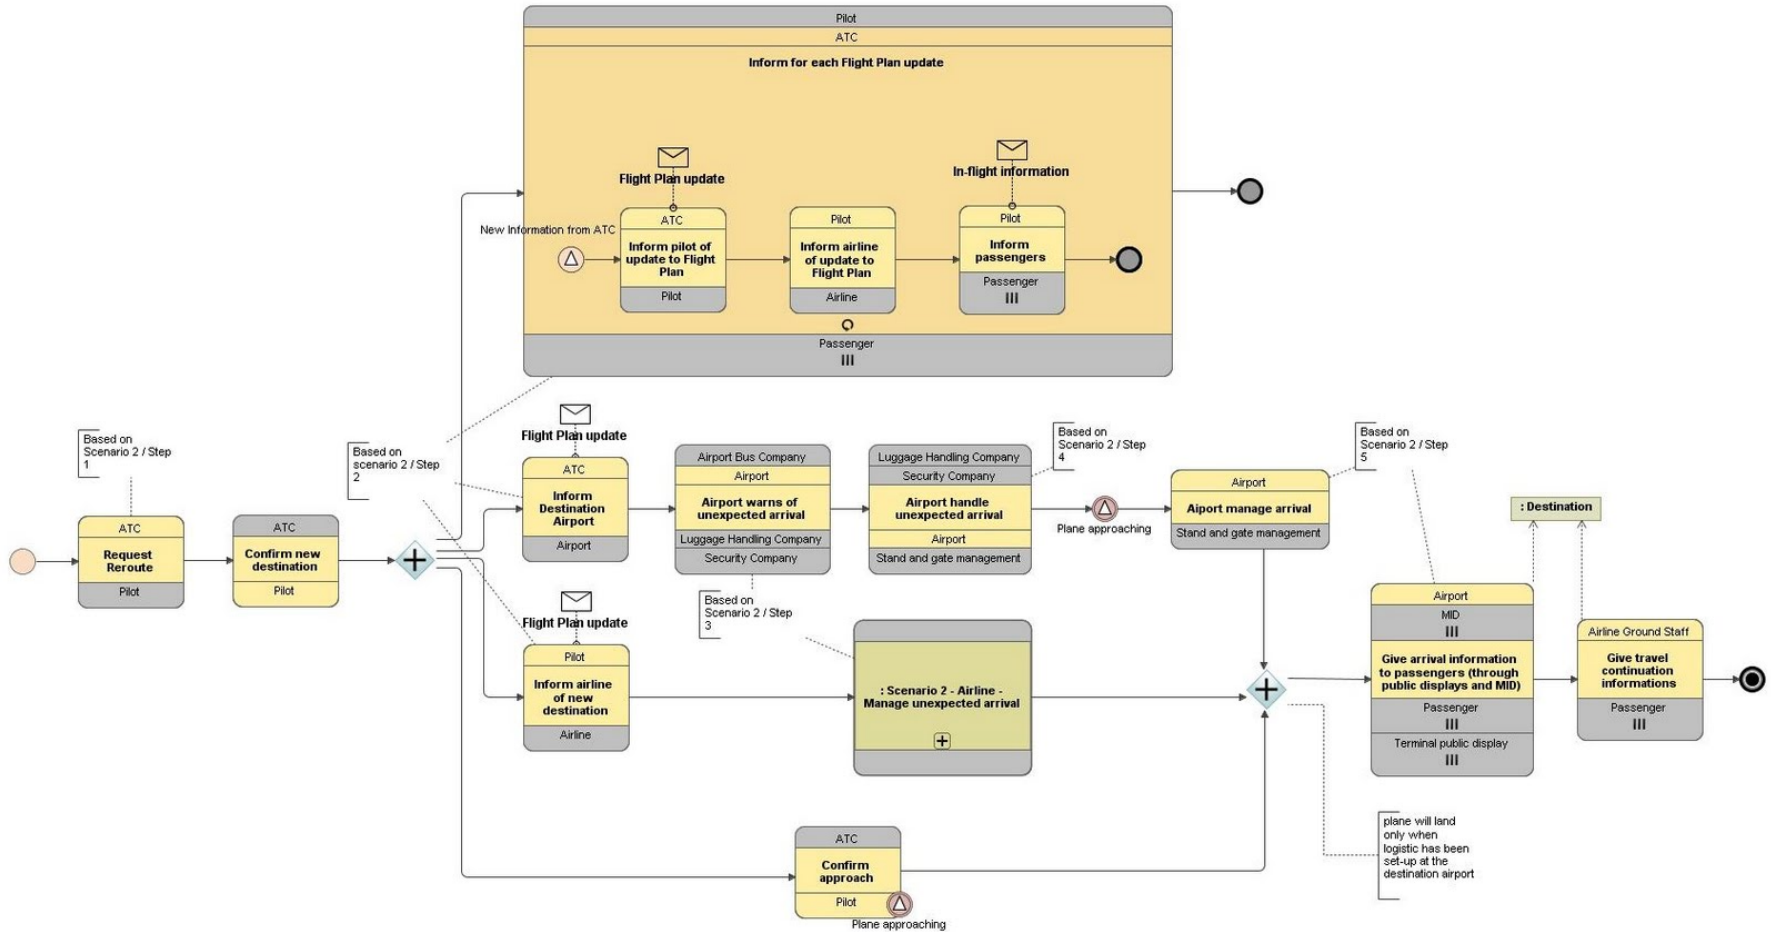 Pilot
ATC
Inform for each Flight Plan update
Flight Plan update
In-flight information
New Information from ATC
ATC
Inform pilot of
update to Flight
Plan
Pilot
Pilot
Inform airline
of update to
Flight Plan
Airline
Pilot
Inform
passengers
Passenger
Passenger
Based on
Scenario 2 / Step
1
ATC
Request
Reroute
Pilot
ATC
Confirm new
destination
Pilot
Based on
scenario 2 / Step
2
Flight Plan update
ATC
Inform
Destination
Airport
Airport
Airport Bus Company
Airport
Airport warns of
unexpected arrival
Luggage Handling Company
Security Company
Luggage Handling Company
Security Company
Airport handle
unexpected arrival
Airport
Stand and gate management
Based on
Scenario 2 / Step
4
Plane approaching
Airport
Aiport manage arrival
Stand and gate management
Based on
Scenario 2 / Step
5
: Destination
Flight Plan update
Pilot
Inform airline
of new
destination
Airline
Based on
Scenario 2 / Step
3
: Scenario 2 - Airline -
Manage unexpected arrival
Airport
MID
Give arrival information
to passengers (through
public displays and MID)
Passenger
Terminal public display
Airline Ground Staff
Give travel
continuation
informations
Passenger
ATC
Confirm
approach
Pilot
Plane approaching
plane will land
only when
logistic has been
set-up at the
destination airport